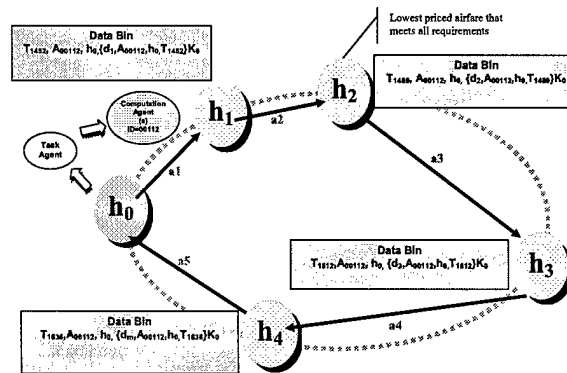 Lowest priced airfare that
meets all requirements
Data Bin
T1452, A00112, h0,{d1,A00112,h0,T1452}K0
Data Bin
T1486, A00112, h0, {d2,A00112,h0,T1486}K0
Computation
Agent
(s)
ID=00112
Task
Agent
h1
h2
a2
a1
a3
h0
Data Bin
T1512,A00112, h0, {d3,A00112,h0,T1512}K0
h3
a5
a4
h4
Data Bin
T1536,A00112, h0, {dm,A00112,h0,T1536}K0